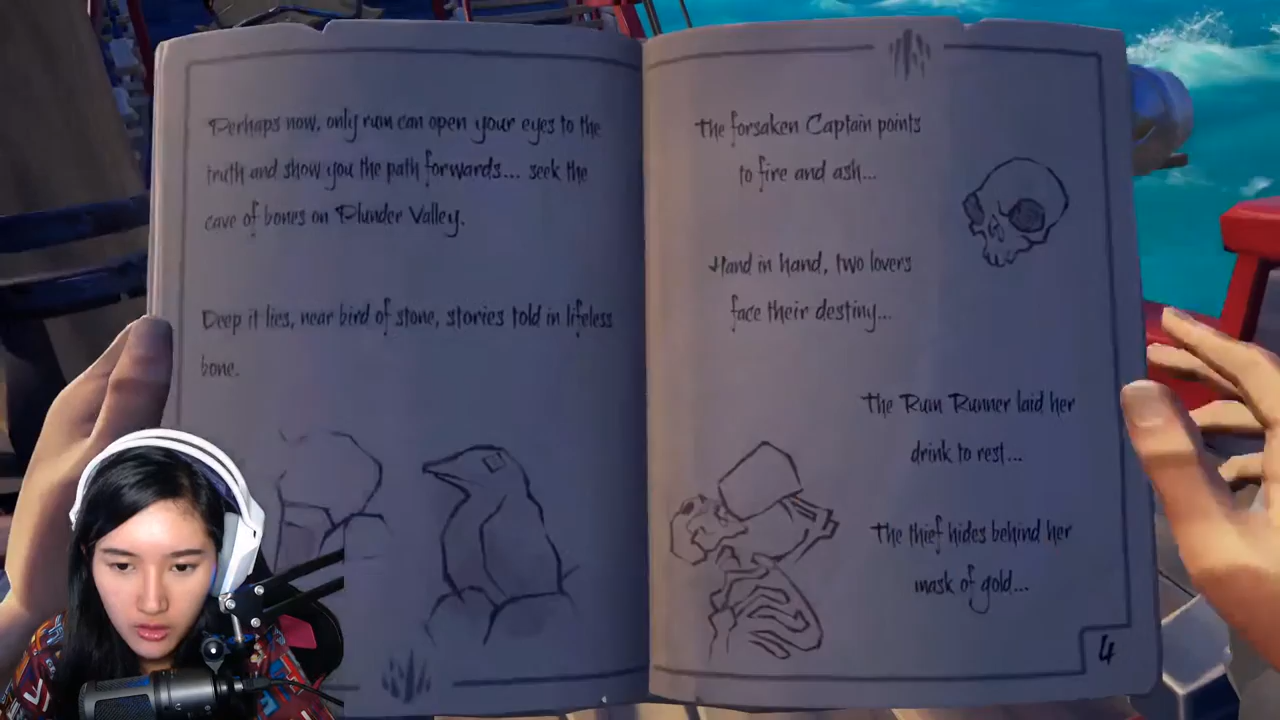 Perhaps now, only rum can open your eyes to the
truth and show you the path forwards... seek the
cave of bones on Plunder Valley.
Deep it lies, near bird of stone, stories told in lifeless
bone.
The forsaken Captain points
to fire and ash...
Hand in hand, two lovers
face their destiny...
The Rum Runner laid her
drink to rest...
The thief hides behind her
mask of gold...
4